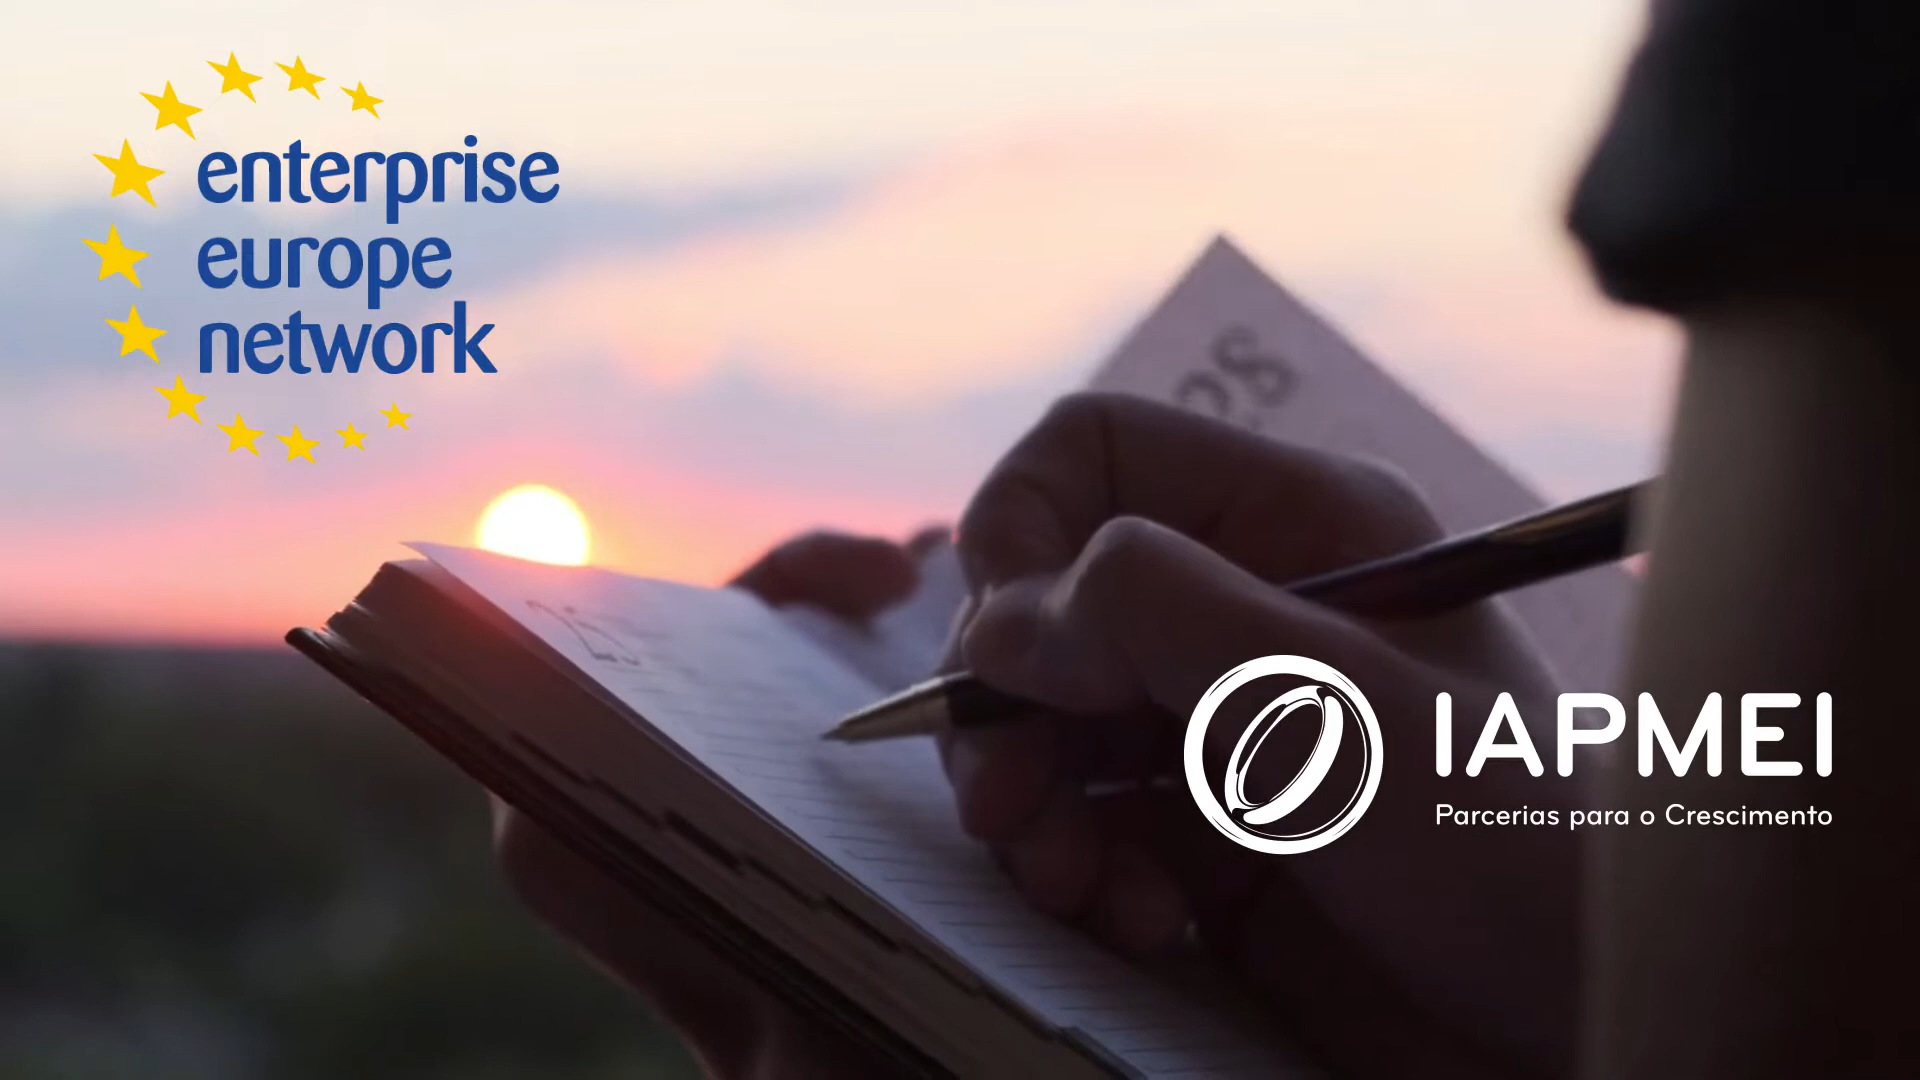 enterprise
europe
network
IAPMEI
Parcerias para o Crescimento